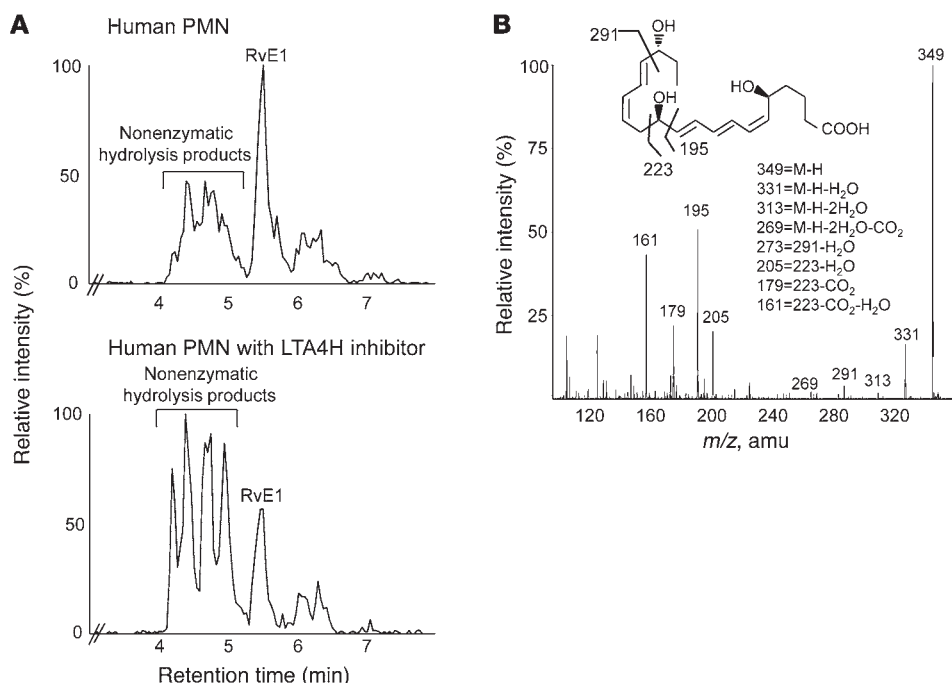 A
Human PMN
RvE1
Nonenzymatic
hydrolysis products
100
50
0
4 5 6 7
Human PMN with LTA4H inhibitor
Nonenzymatic
hydrolysis products
RvE1
100
50
0
4 5 6 7
Relative intensity (%)
Retention time (min)
B
291
OH
HO
OH
COOH
195
223
349
349=M-H
331=M-H-H₂O
313=M-H-2H₂O
269=M-H-2H₂O-CO₂
273=291-H₂O
205=223-H₂O
179=223-CO₂
161=223-CO₂-H₂O
100
75
50
25
Relative intensity (%)
161
179
195
205
269
291
313
331
120 160 200 240 280 320
m/z, amu